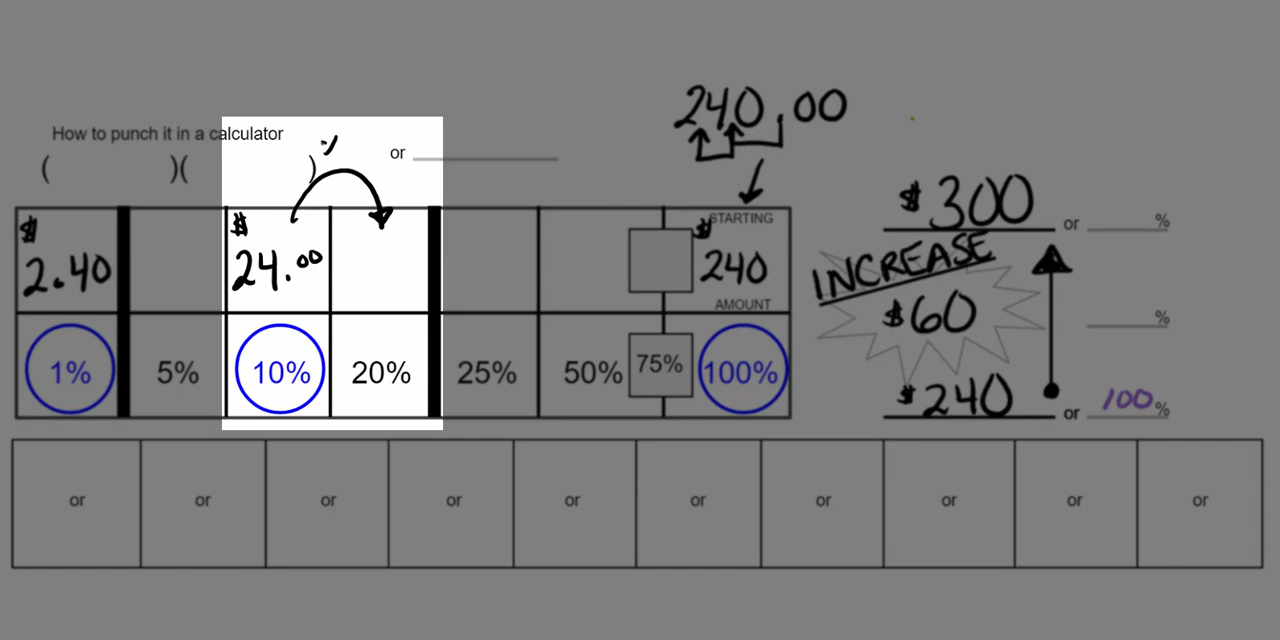 240.00
How to punch it in a calculator
( )( ) or
$ 300 or %
$ 2.40 $ 24.00 STARTING $ 240 AMOUNT
INCREASE
$60 %
1% 5% 10% 20% 25% 50% 75% 100%
$240 or 100%
or or or or or or or or or or